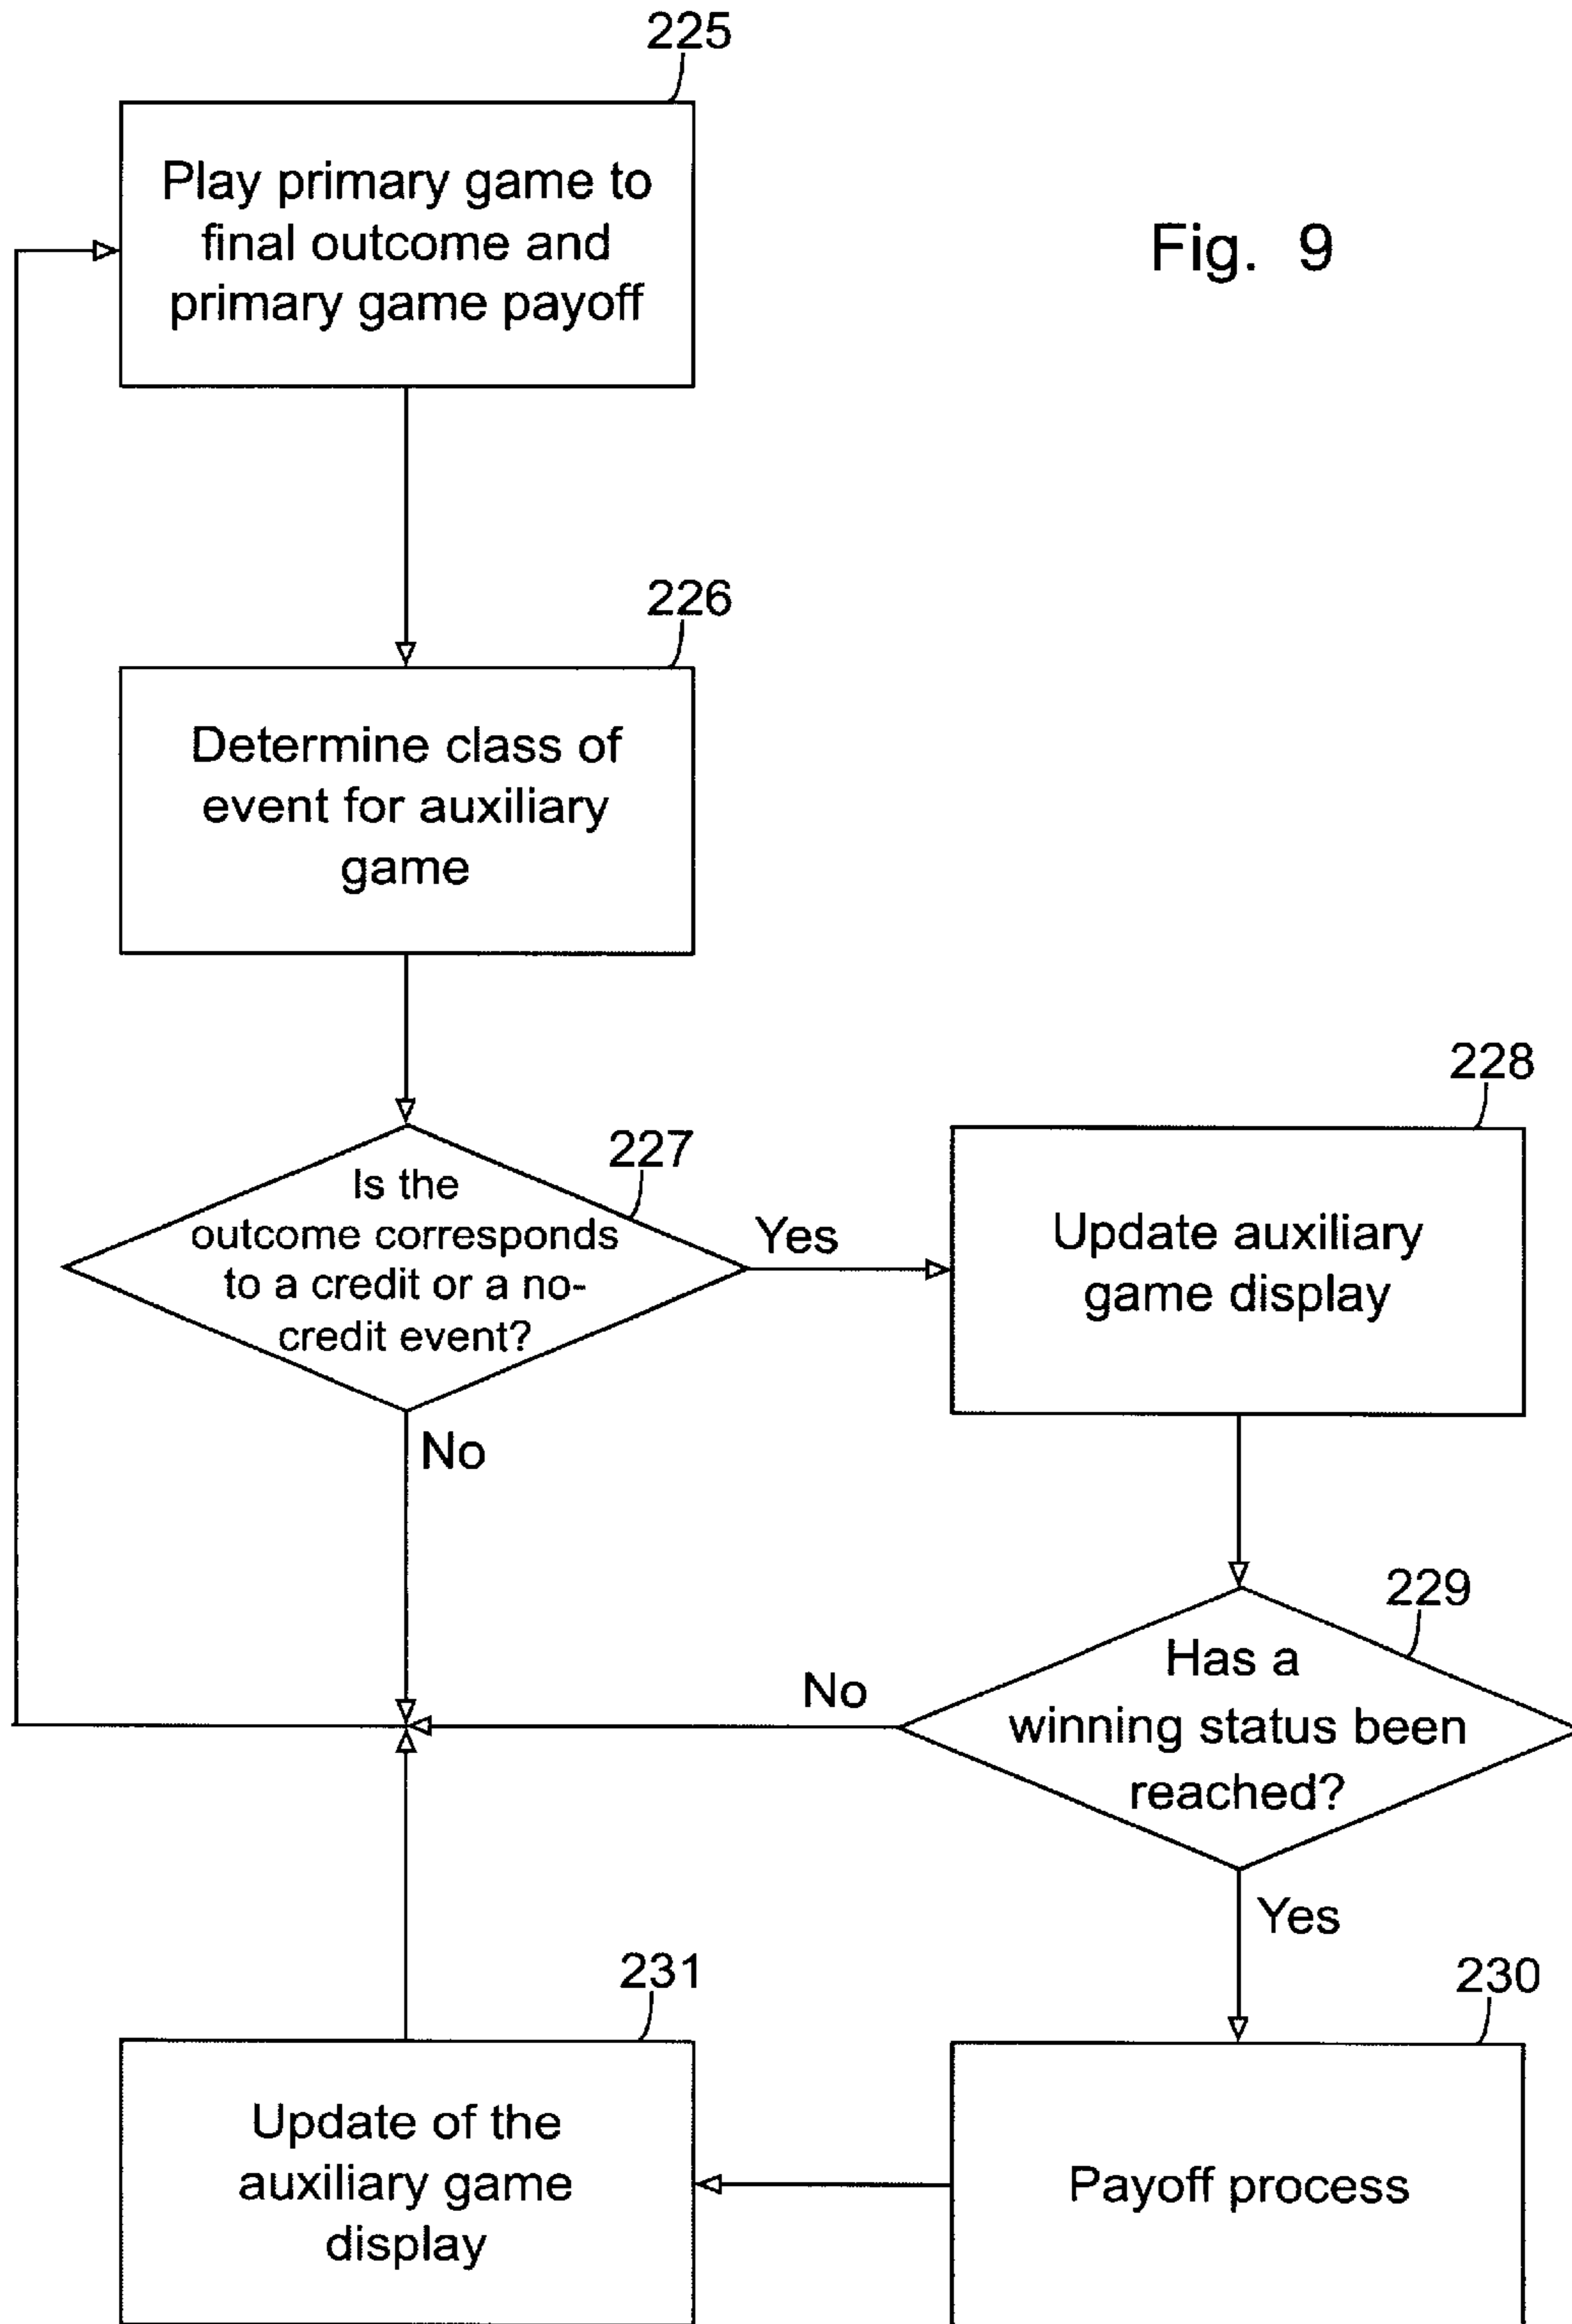 225
Play primary game to
final outcome and
primary game payoff
Fig. 9
226
Determine class of
event for auxiliary
game
227
Is the
outcome corresponds
to a credit or a no-
credit event?
Yes
No
228
Update auxiliary
game display
229
Has a
winning status been
reached?
No
Yes
230
Payoff process
231
Update of the
auxiliary game
display